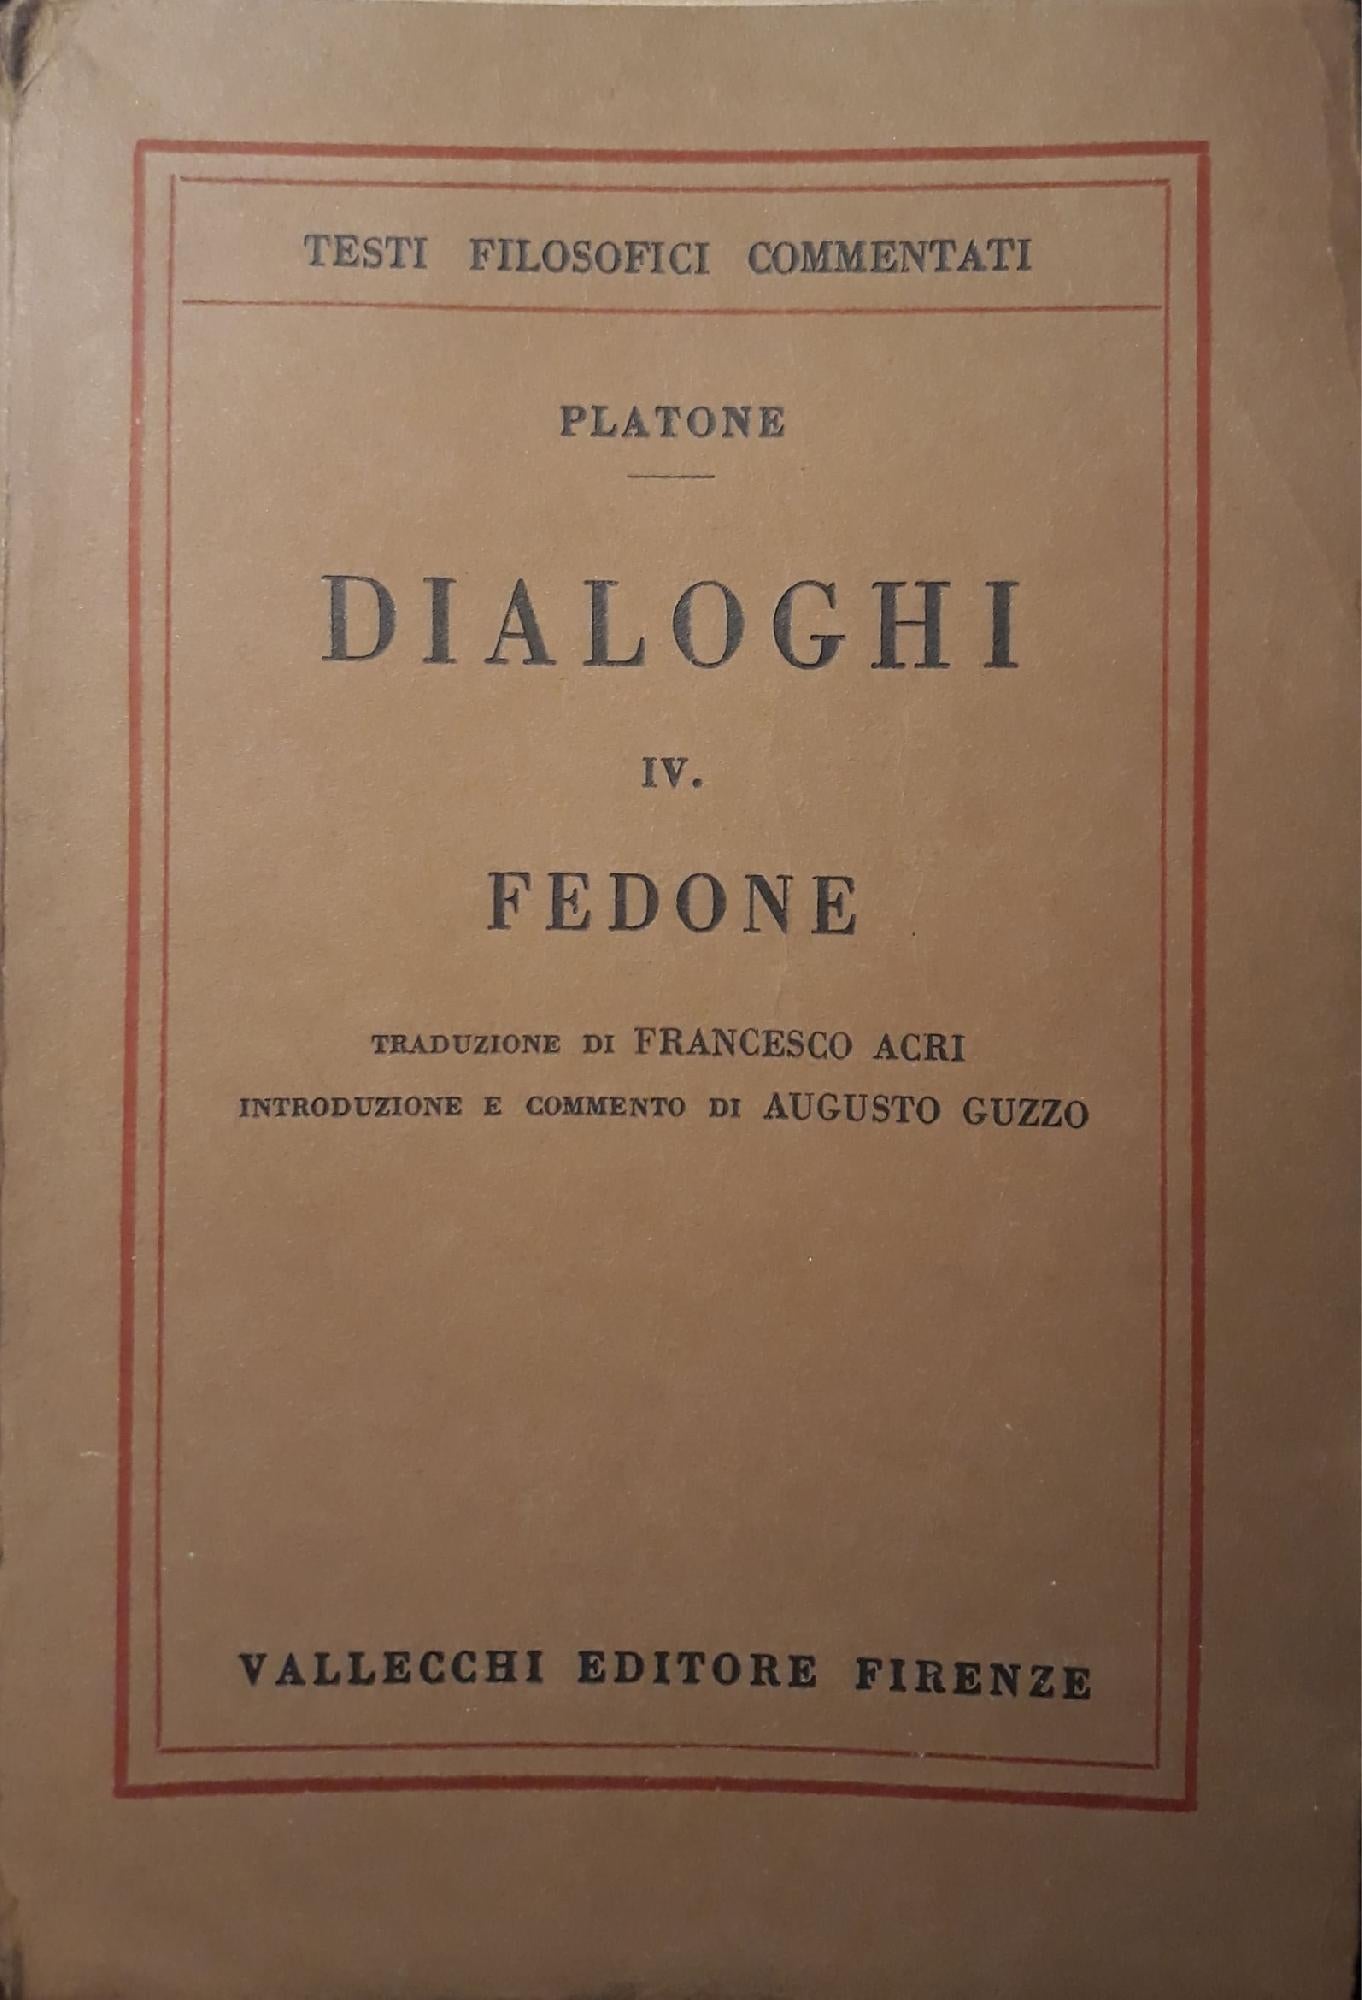 TESTI FILOSOFICI COMMENTATI
PLATONE
DIALOGHI
IV.
FEDONE
TRADUZIONE DI FRANCESCO ACRI
INTRODUZIONE E COMMENTO DI AUGUSTO GUZZO
VALLECCHI EDITORE FIRENZE